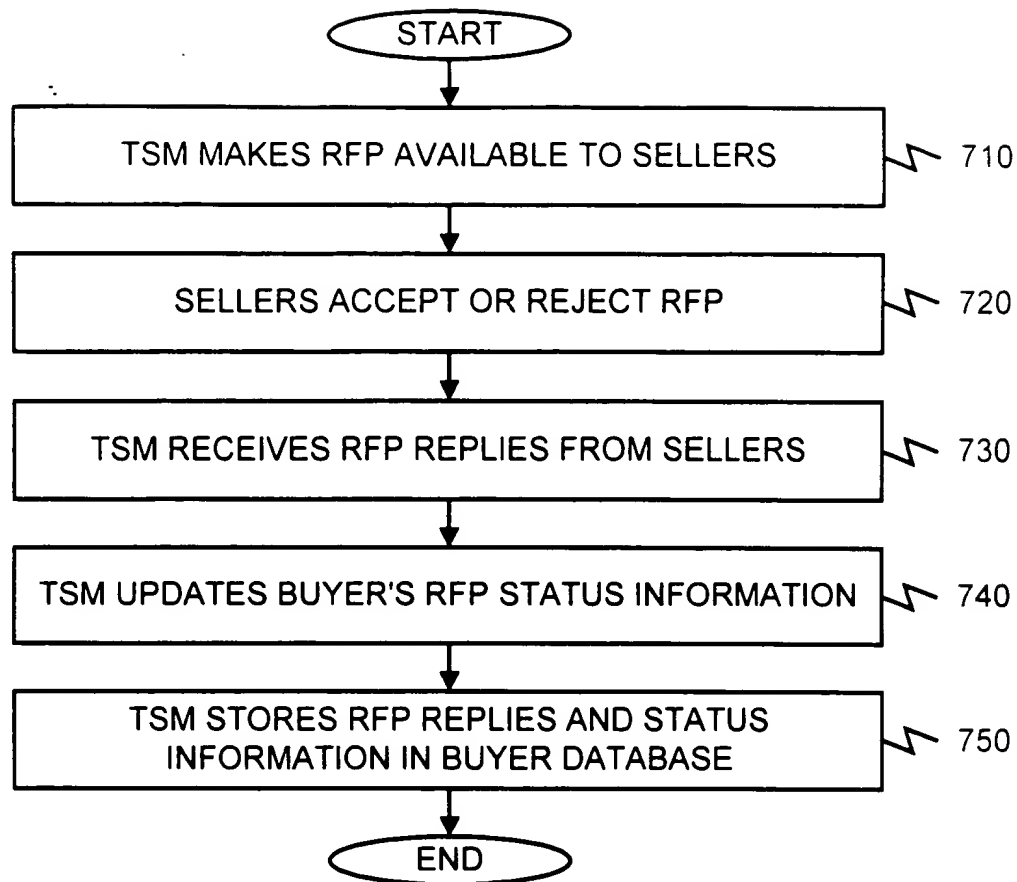 START
TSM MAKES RFP AVAILABLE TO SELLERS
710
SELLERS ACCEPT OR REJECT RFP
720
TSM RECEIVES RFP REPLIES FROM SELLERS
730
TSM UPDATES BUYER'S RFP STATUS INFORMATION
740
TSM STORES RFP REPLIES AND STATUS
INFORMATION IN BUYER DATABASE
750
END